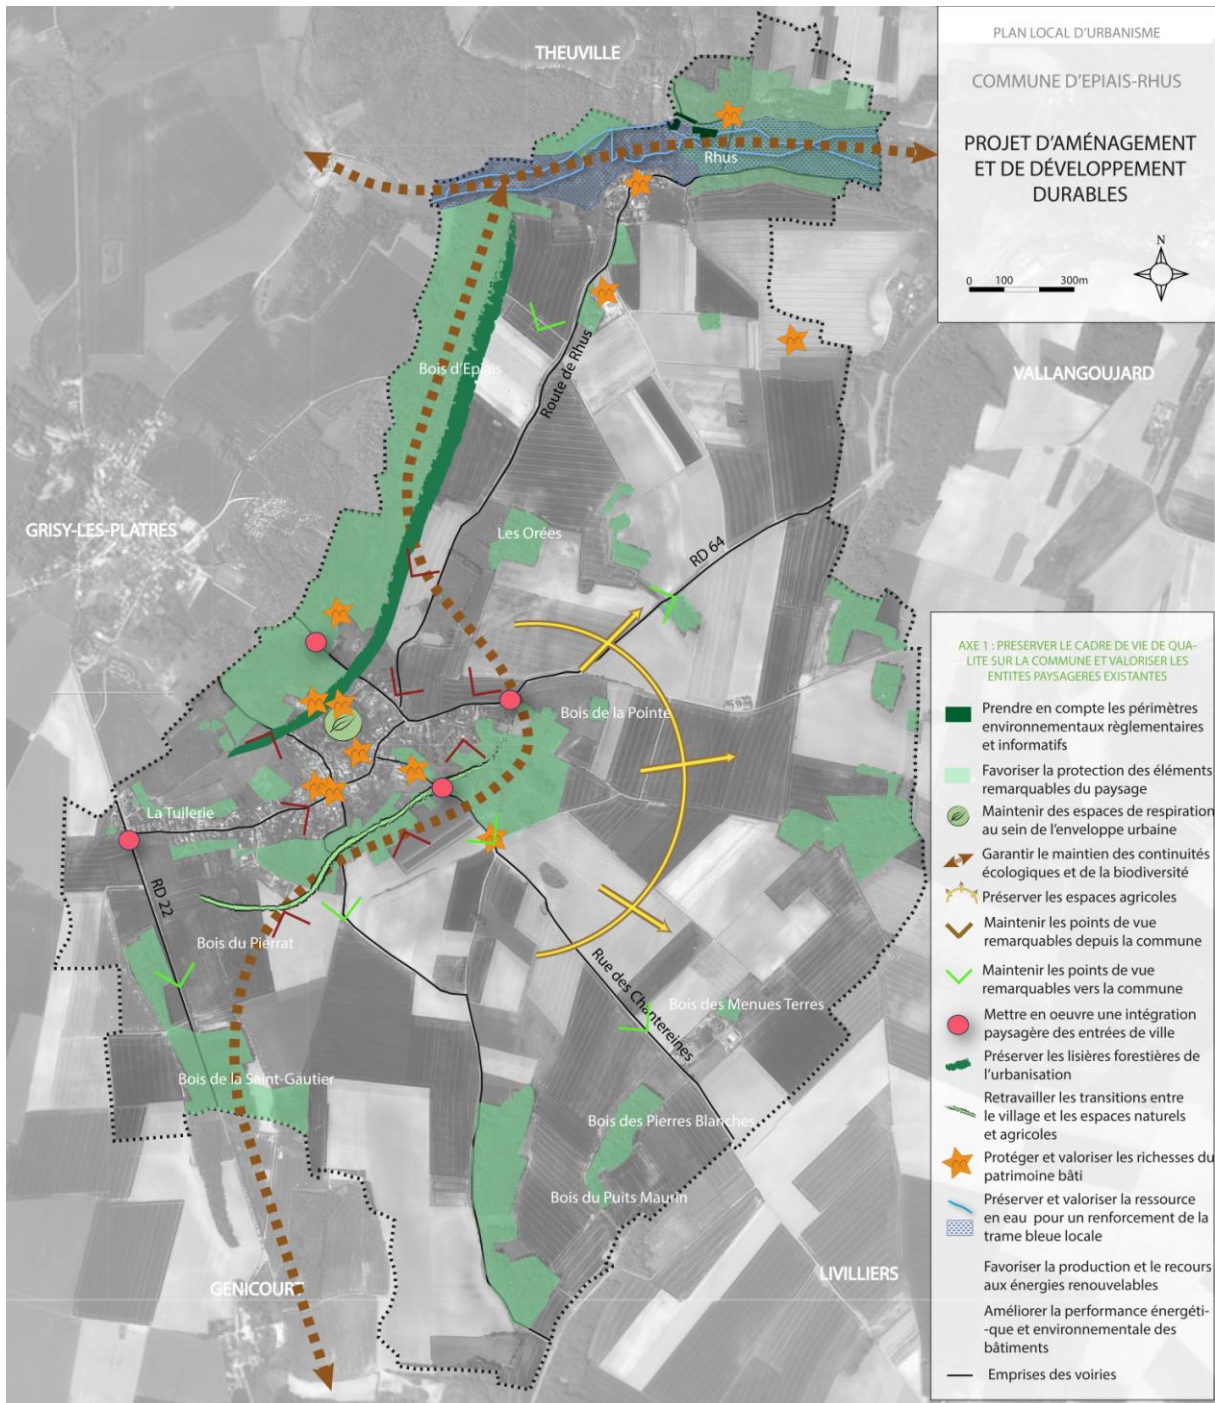 PLAN LOCAL D'URBANISME
COMMUNE D'EPIAIS-RHUS
PROJET D'AMÉNAGEMENT
ET DE DÉVELOPPEMENT
DURABLES
N
0 100 300m
THEUVILLE
Rhus
Bois d'Epiais
Route de Rhus
VALLANGOUJARD
GRISY-LES-PLATRES
Les Orées
RD 64
Bois de la Pointe
La Tuilerie
RD 22
Bois du Pierrat
Rue des Chantereines
Bois des Menues Terres
Bois de la Saint-Gautier
Bois des Pierres Blanches
Bois du Puits Maurin
GENICOURT
LIVILLIERS
AXE 1 : PRESERVER LE CADRE DE VIE DE QUA-
LITE SUR LA COMMUNE ET VALORISER LES
ENTITES PAYSAGERES EXISTANTES
Prendre en compte les périmètres
environnementaux règlementaires
et informatifs
Favoriser la protection des éléments
remarquables du paysage
Maintenir des espaces de respiration
au sein de l'enveloppe urbaine
Garantir le maintien des continuités
écologiques et de la biodiversité
Préserver les espaces agricoles
Maintenir les points de vue
remarquables depuis la commune
Maintenir les points de vue
remarquables vers la commune
Mettre en oeuvre une intégration
paysagère des entrées de ville
Préserver les lisières forestières de
l'urbanisation
Retravailler les transitions entre
le village et les espaces naturels
et agricoles
Protéger et valoriser les richesses du
patrimoine bâti
Préserver et valoriser la ressource
en eau pour un renforcement de la
trame bleue locale
Favoriser la production et le recours
aux énergies renouvelables
Améliorer la performance énergéti-
-que et environnementale des
bâtiments
Emprises des voiries